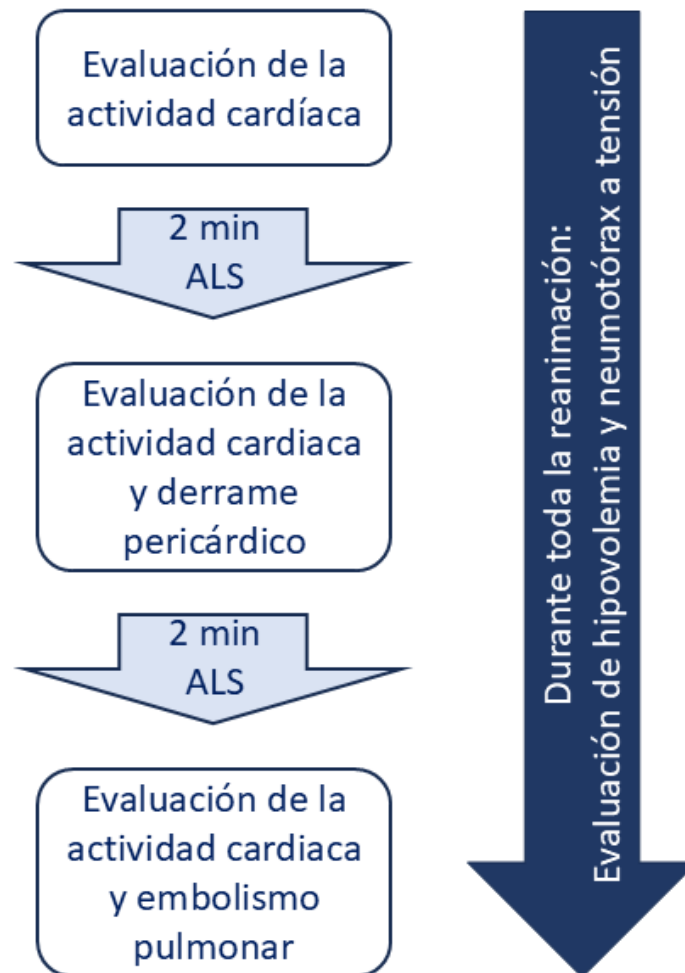 Evaluación de la
actividad cardíaca
2 min
ALS
Evaluación de la
actividad cardiaca
y derrame
pericárdico
2 min
ALS
Evaluación de la
actividad cardiaca
y embolismo
pulmonar
Durante toda la reanimación:
Evaluación de hipovolemia y neumotórax a tensión